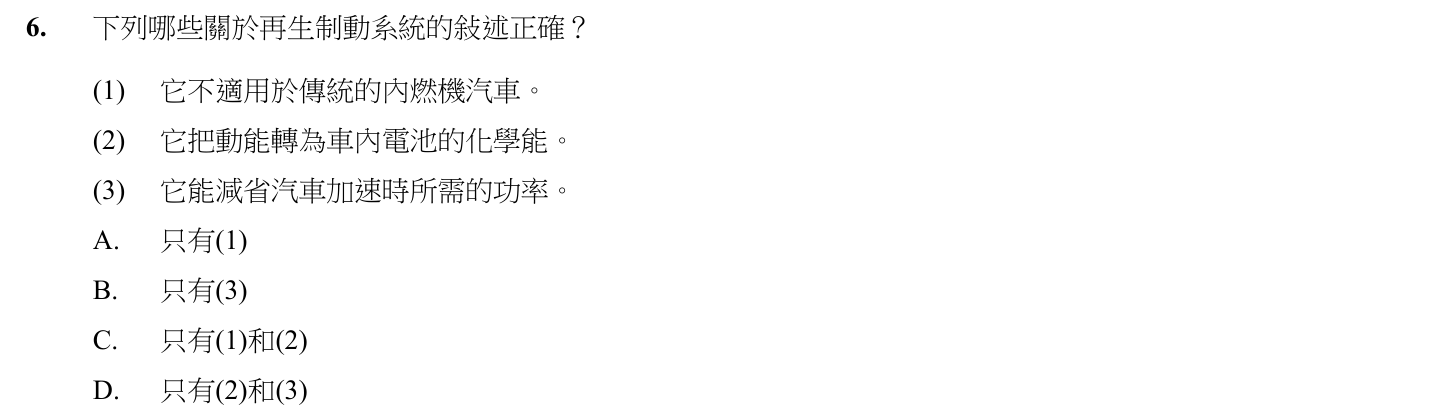 6. 下列哪些關於再生制動系統的敍述正確？
(1) 它不適用於傳統的內燃機汽車。
(2) 它把動能轉為車內電池的化學能。
(3) 它能減省汽車加速時所需的功率。
A. 只有(1)
B. 只有(3)
C. 只有(1)和(2)
D. 只有(2)和(3)